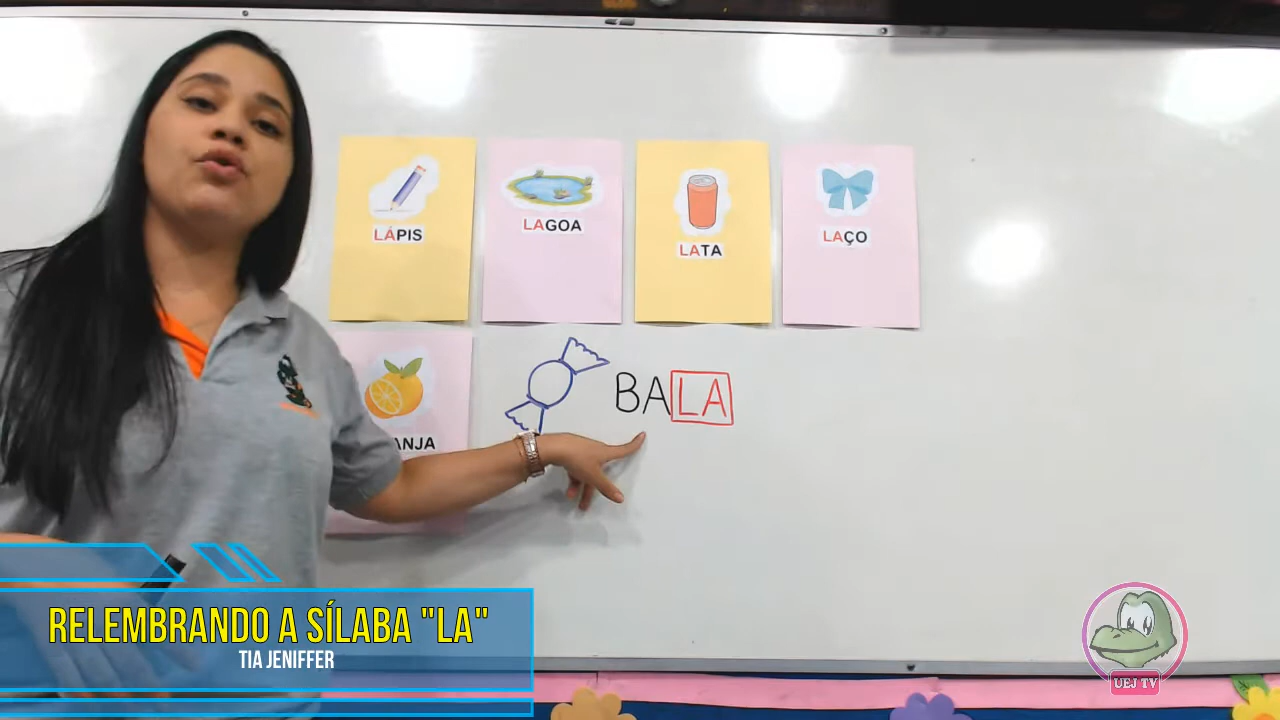 LÁPIS
LAGOA
LATA
LAÇO
ANJA
BALA
RELEMBRANDO A SÍLABA "LA"
TIA JENIFFER
UEJ TV